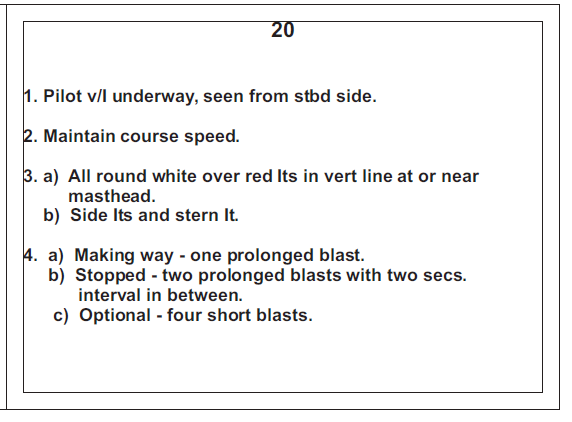 20
1. Pilot v/l underway, seen from stbd side.
2. Maintain course speed.
3. a) All round white over red lts in vert line at or near
masthead.
b) Side lts and stern lt.
4. a) Making way - one prolonged blast.
b) Stopped - two prolonged blasts with two secs.
interval in between.
c) Optional - four short blasts.